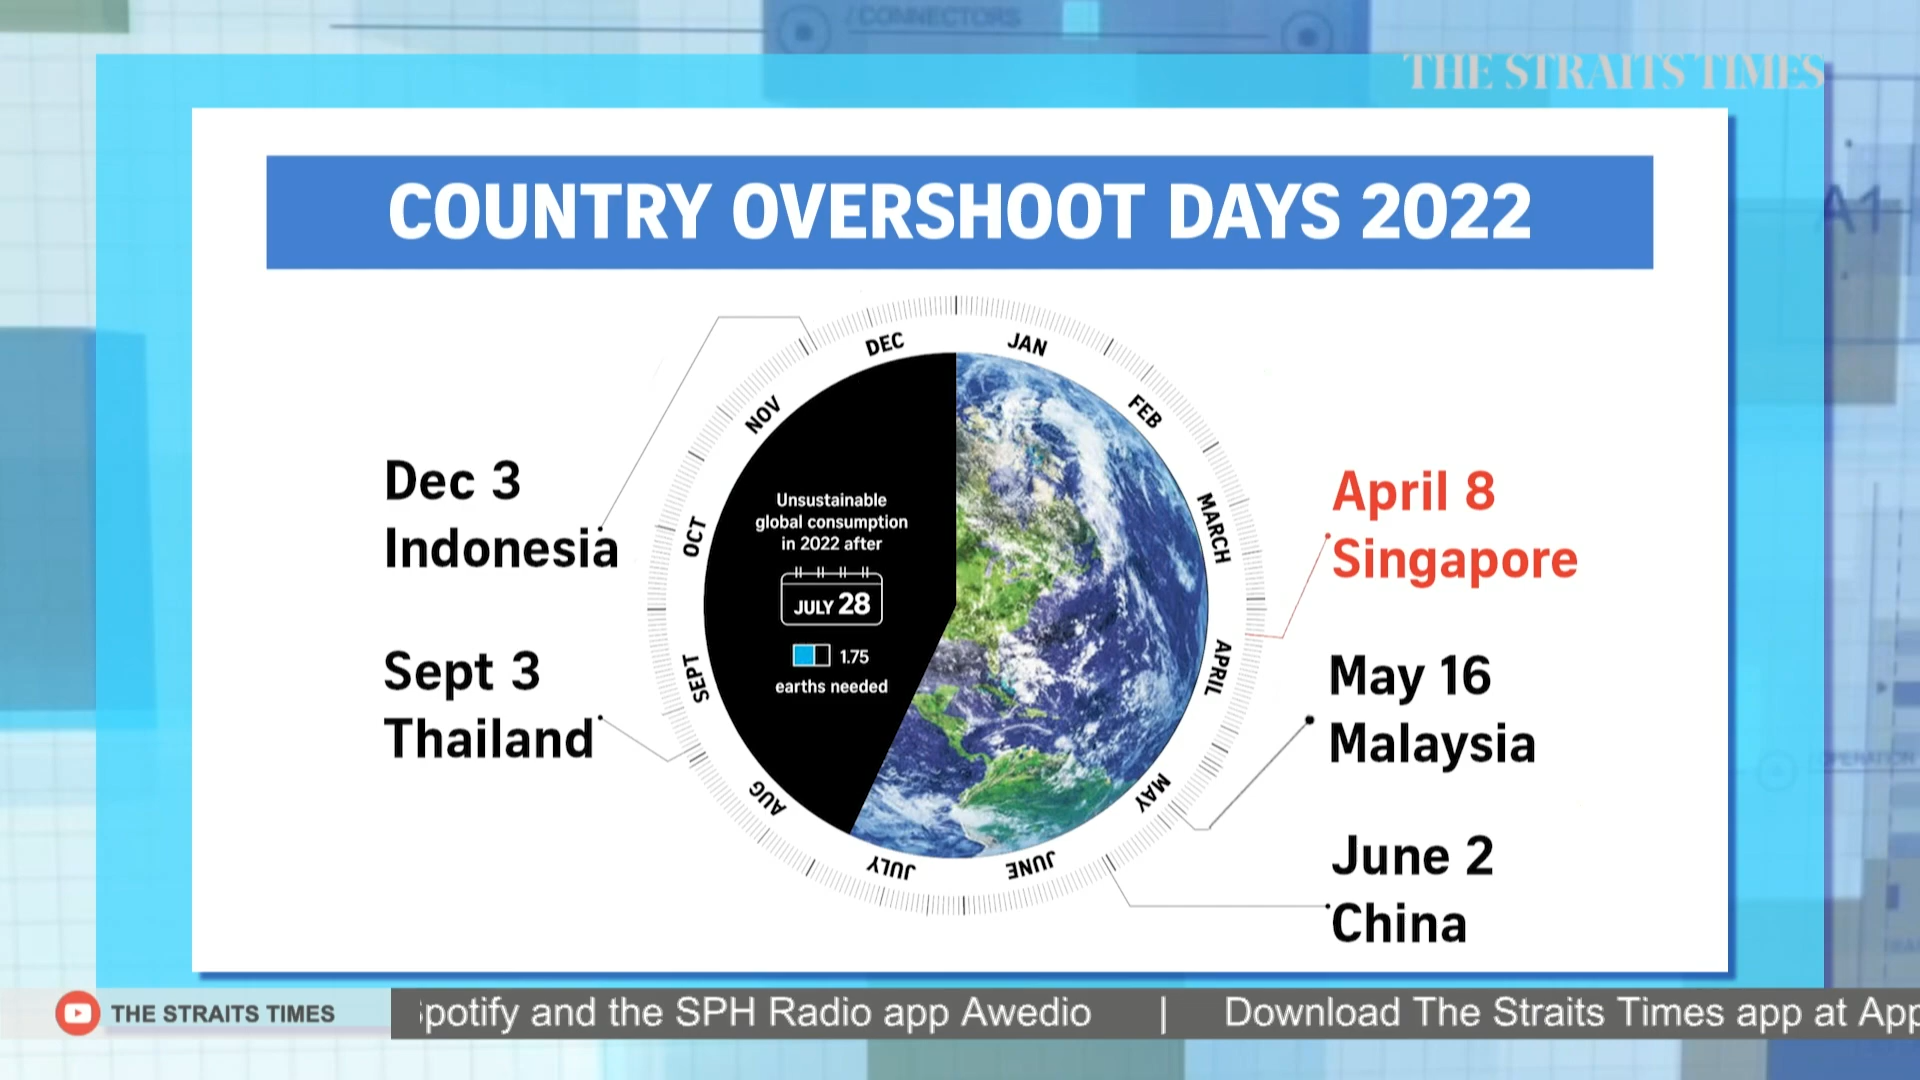 /CONNECTORS
THE STRAITS TIMES
COUNTRY OVERSHOOT DAYS 2022
A1
DEC
JAN
NOV
FEB
OCT
MARCH
SEPT
APRIL
AUG
MAY
JULY
JUNE
Unsustainable
global consumption
in 2022 after
JULY 28
1.75
earths needed
Dec 3
Indonesia
Sept 3
Thailand
April 8
Singapore
May 16
Malaysia
June 2
China
THE STRAITS TIMES
Spotify and the SPH Radio app Awedio | Download The Straits Times app at App